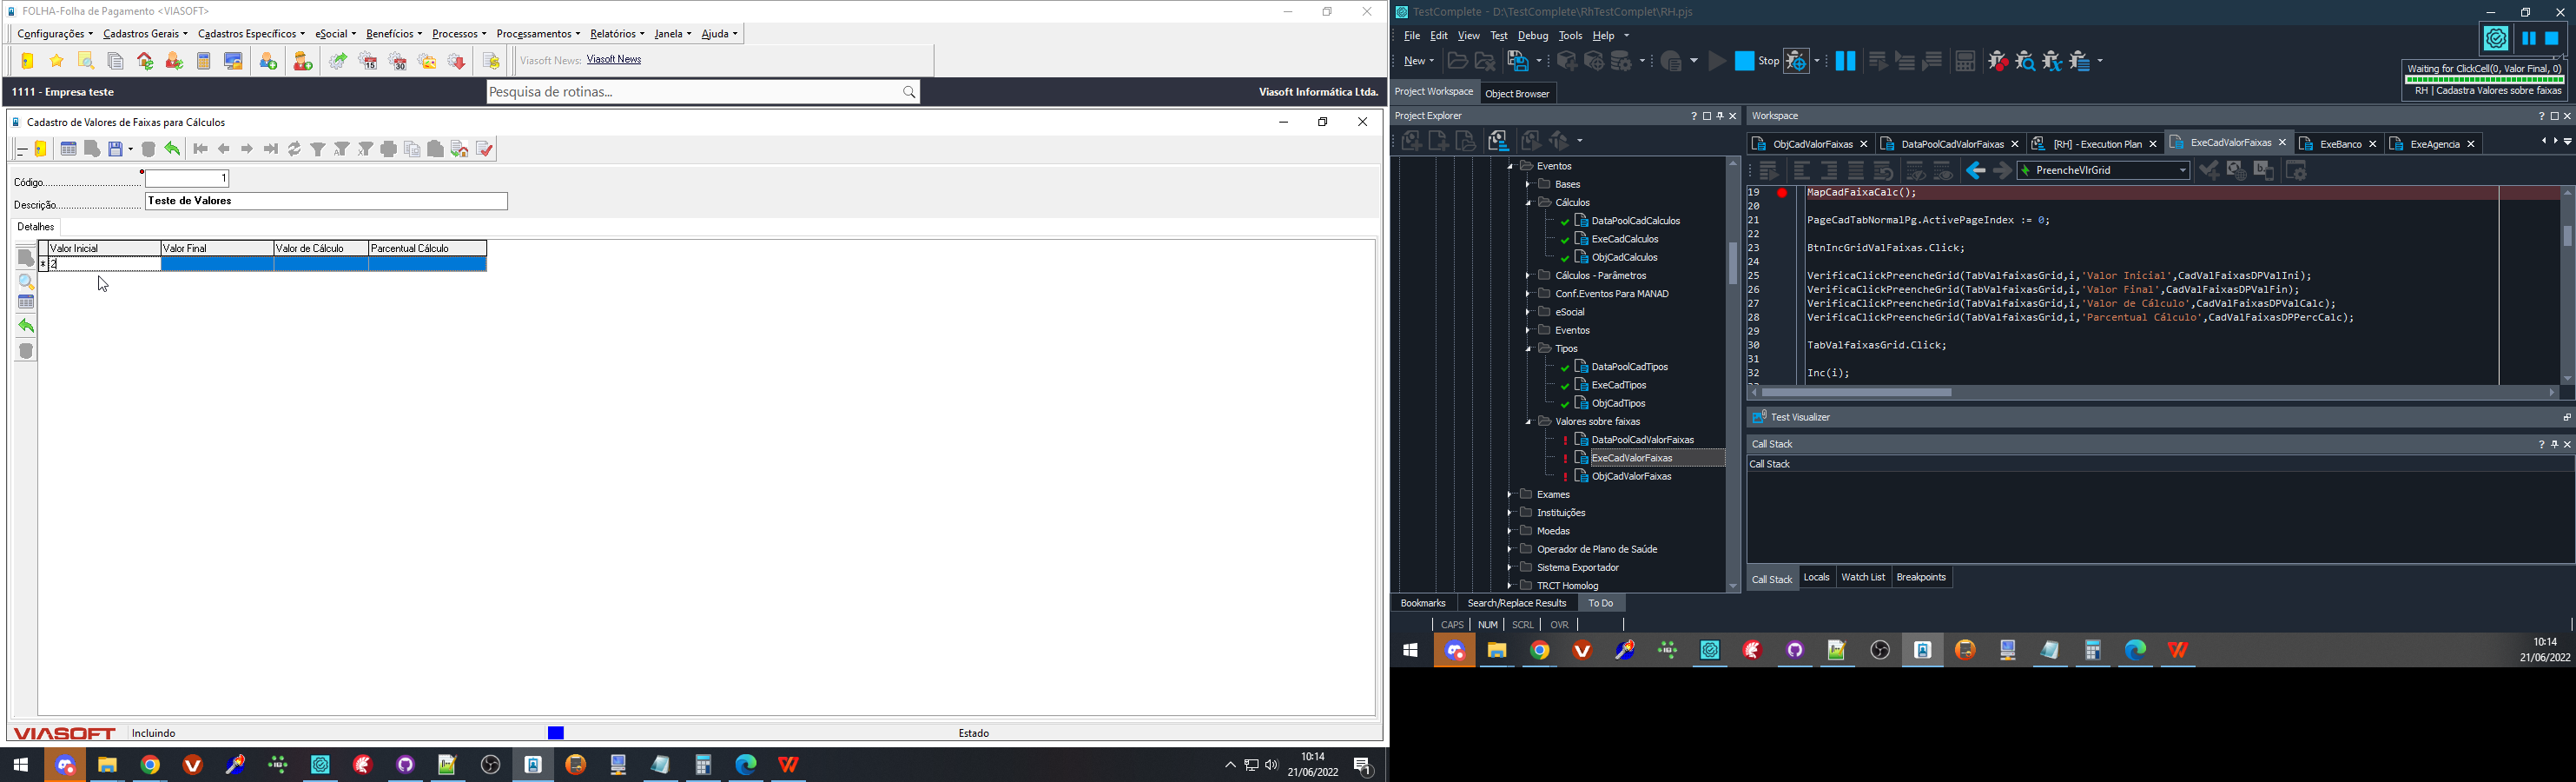 FOLHA-Folha de Pagamento <VIASOFT>
Configurações Cadastros Gerais Cadastros Específicos eSocial Benefícios Processos Processamentos Relatórios Janela Ajuda
Viasoft News: Viasoft News
1111 - Empresa teste
Pesquisa de rotinas...
Viasoft Informática Ltda.
Cadastro de Valores de Faixas para Cálculos
Código 1
Descrição Teste de Valores
Detalhes
Valor Inicial Valor Final Valor de Cálculo Parcentual Cálculo
* 2
VIASOFT Incluindo Estado
10:14
21/06/2022
1
TestComplete - D:\TestComplete\RhTestComplet\RH.pjs
File Edit View Test Debug Tools Help
New Stop
Waiting for ClickCell(0, Valor Final, 0)
RH | Cadastra Valores sobre faixas
Project Workspace Object Browser
Project Explorer
Eventos
Bases
Cálculos
DataPoolCadCalculos
ExeCadCalculos
ObjCadCalculos
Cálculos - Parâmetros
Conf.Eventos Para MANAD
eSocial
Eventos
Tipos
DataPoolCadTipos
ExeCadTipos
ObjCadTipos
Valores sobre faixas
DataPoolCadValorFaixas
ExeCadValorFaixas
ObjCadValorFaixas
Exames
Instituições
Moedas
Operador de Plano de Saúde
Sistema Exportador
TRCT Homolog
Bookmarks Search/Replace Results To Do
Workspace
ObjCadValorFaixas DataPoolCadValorFaixas [RH] - Execution Plan ExeCadValorFaixas ExeBanco ExeAgencia
PreencheVlrGrid
19 MapCadFaixaCalc();
20
21 PageCadTabNormalPg.ActivePageIndex := 0;
22
23 BtnIncGridValFaixas.Click;
24
25 VerificaClickPreencheGrid(TabValfaixasGrid,i,'Valor Inicial',CadValFaixasDPValIni);
26 VerificaClickPreencheGrid(TabValfaixasGrid,i,'Valor Final',CadValFaixasDPValFin);
27 VerificaClickPreencheGrid(TabValfaixasGrid,i,'Valor de Cálculo',CadValFaixasDPValCalc);
28 VerificaClickPreencheGrid(TabValfaixasGrid,i,'Parcentual Cálculo',CadValFaixasDPPercCalc);
29
30 TabValfaixasGrid.Click;
31
32 Inc(i);
Test Visualizer
Call Stack
Call Stack
Call Stack Locals Watch List Breakpoints
CAPS NUM SCRL OVR
10:14
21/06/2022